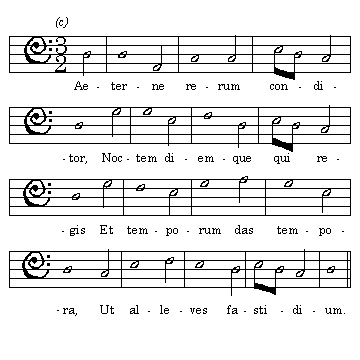 (c)
3
2
Ae - ter - ne re - rum con - di -
-tor, Noc - tem di - em - que qui re -
-gis Et tem - po - rum das tem - po -
-ra, Ut al - le - ves fa - sti - di - um.